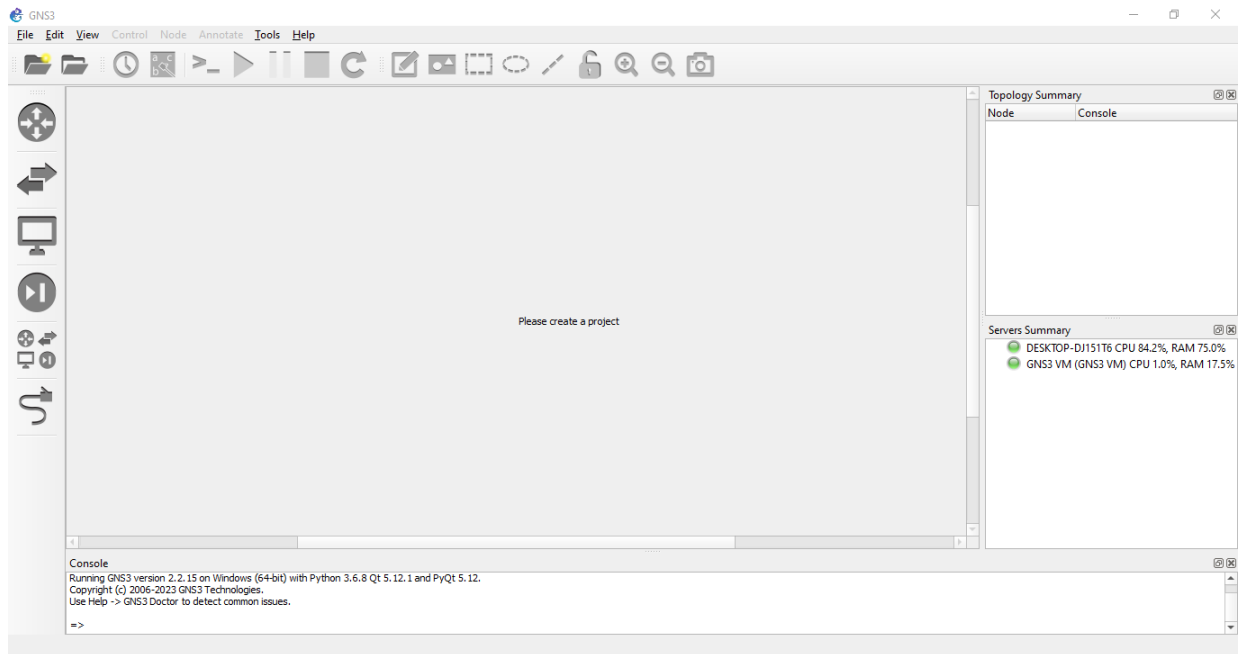 GNS3
File Edit View Control Node Annotate Tools Help
Topology Summary
Node Console
Please create a project
Servers Summary
DESKTOP-DJ151T6 CPU 84.2%, RAM 75.0%
GNS3 VM (GNS3 VM) CPU 1.0%, RAM 17.5%
Console
Running GNS3 version 2.2.15 on Windows (64-bit) with Python 3.6.8 Qt 5.12.1 and PyQt 5.12.
Copyright (c) 2006-2023 GNS3 Technologies.
Use Help -> GNS3 Doctor to detect common issues.
=>